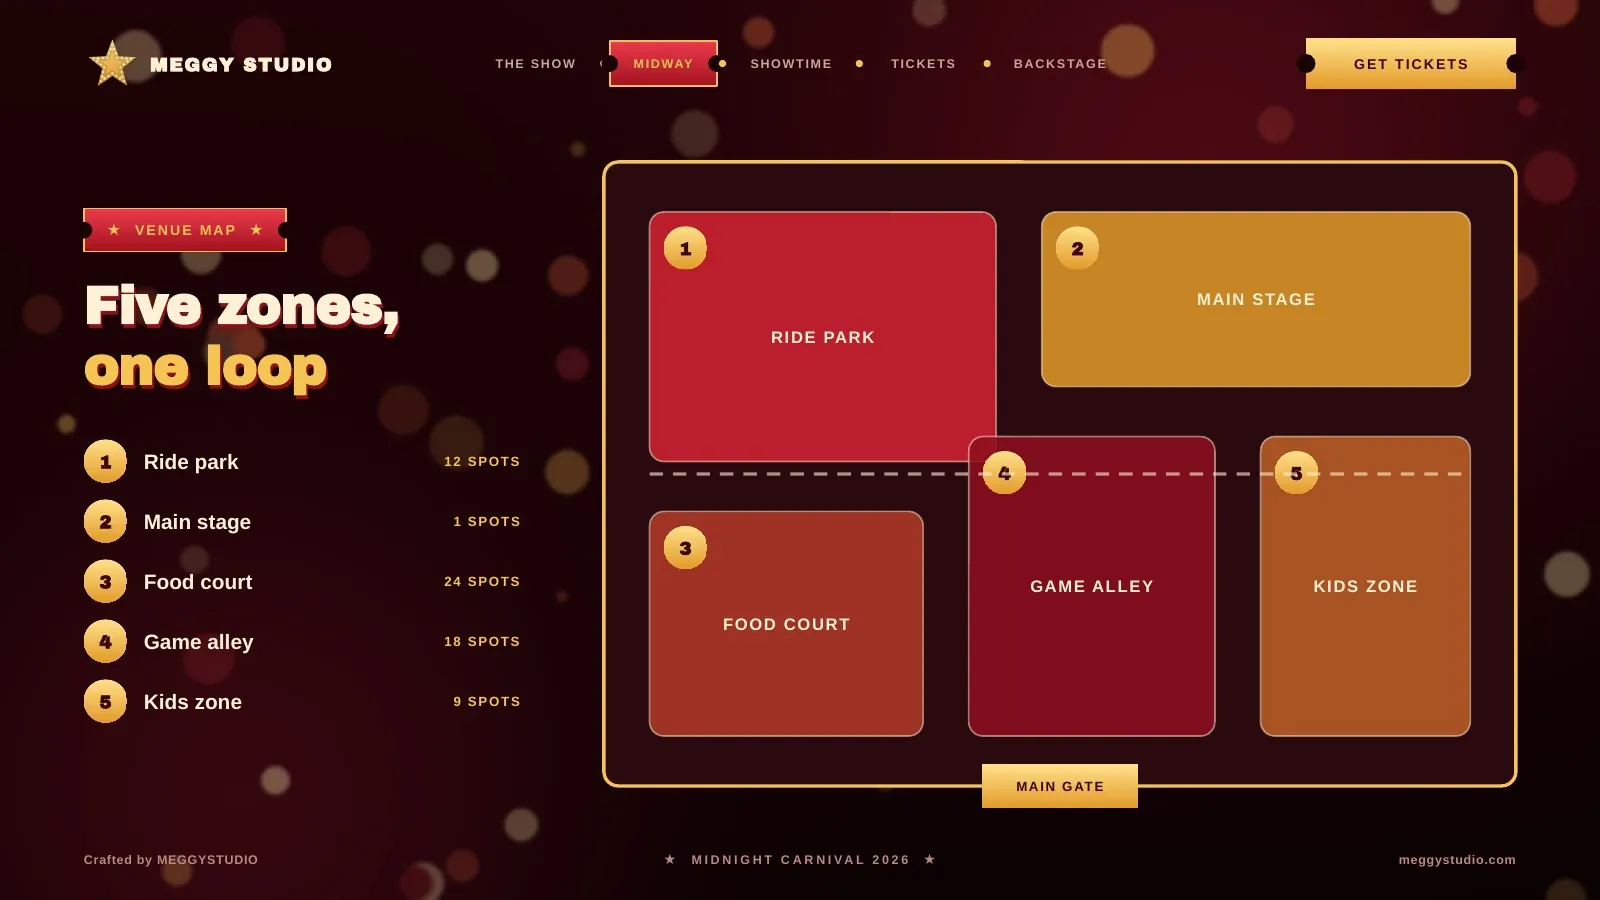 MEGGY STUDIO
THE SHOW
MIDWAY
SHOWTIME
TICKETS
BACKSTAGE
GET TICKETS
★ VENUE MAP ★
Five zones,
one loop
1 Ride park 12 SPOTS
2 Main stage 1 SPOTS
3 Food court 24 SPOTS
4 Game alley 18 SPOTS
5 Kids zone 9 SPOTS
1
RIDE PARK
2
MAIN STAGE
3
FOOD COURT
4
GAME ALLEY
5
KIDS ZONE
MAIN GATE
Crafted by MEGGYSTUDIO
★ MIDNIGHT CARNIVAL 2026 ★
meggystudio.com